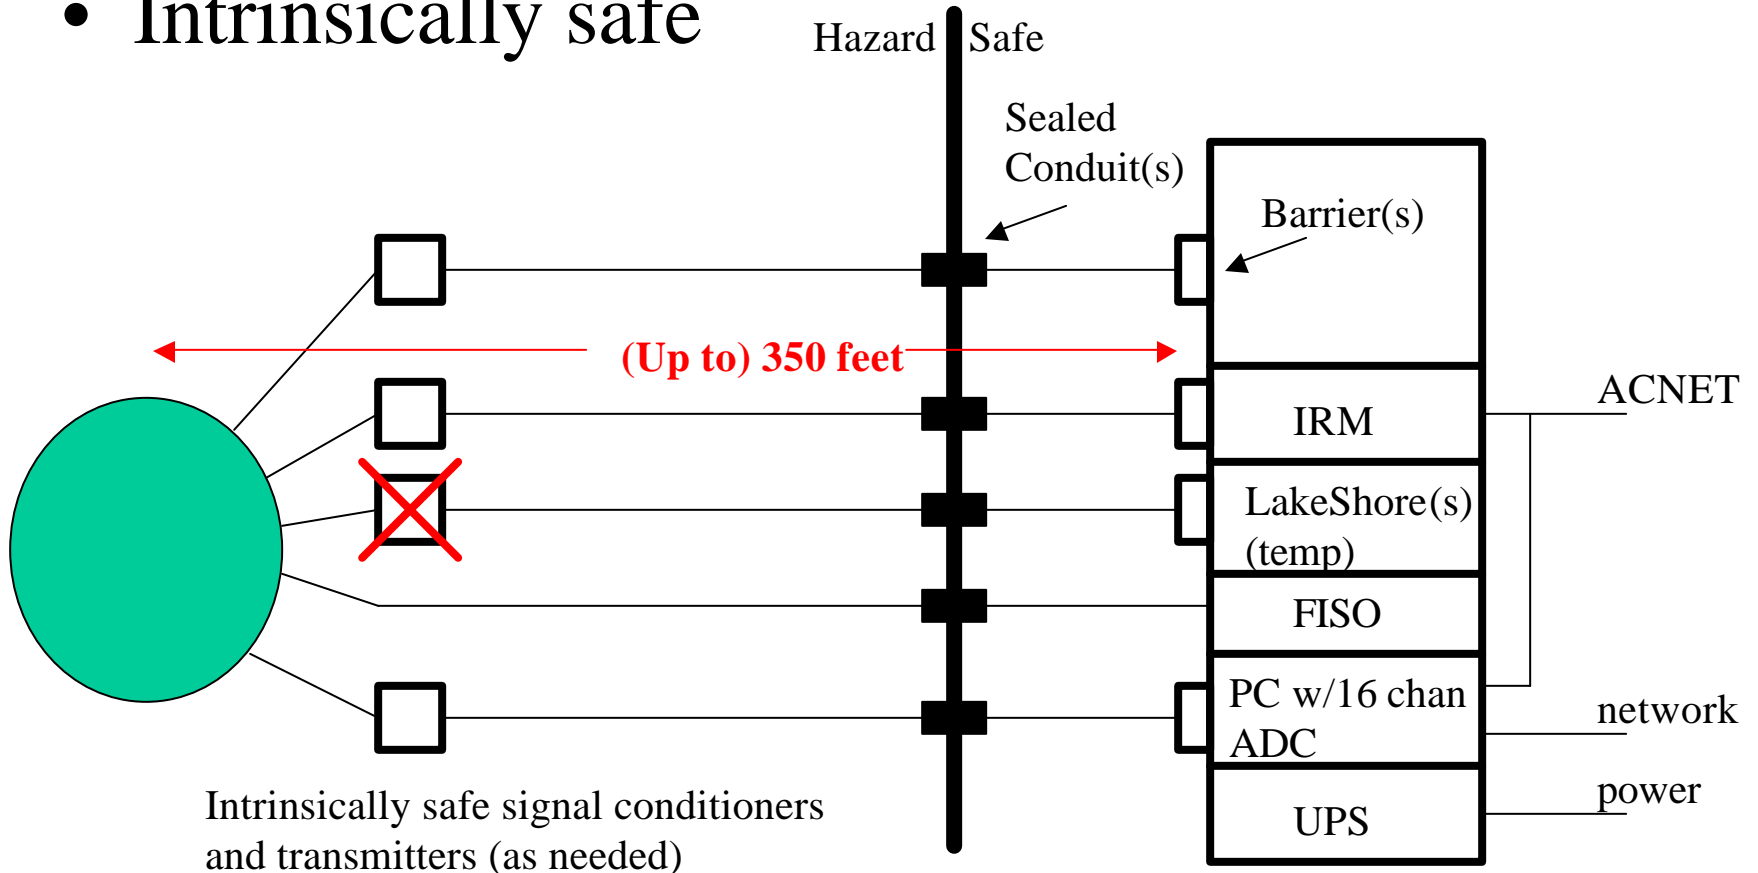 • Intrinsically safe
Hazard Safe
Sealed
Conduit(s)
Barrier(s)
(Up to) 350 feet
ACNET
IRM
LakeShore(s)
(temp)
FISO
PC w/16 chan
ADC
network
power
UPS
Intrinsically safe signal conditioners
and transmitters (as needed)